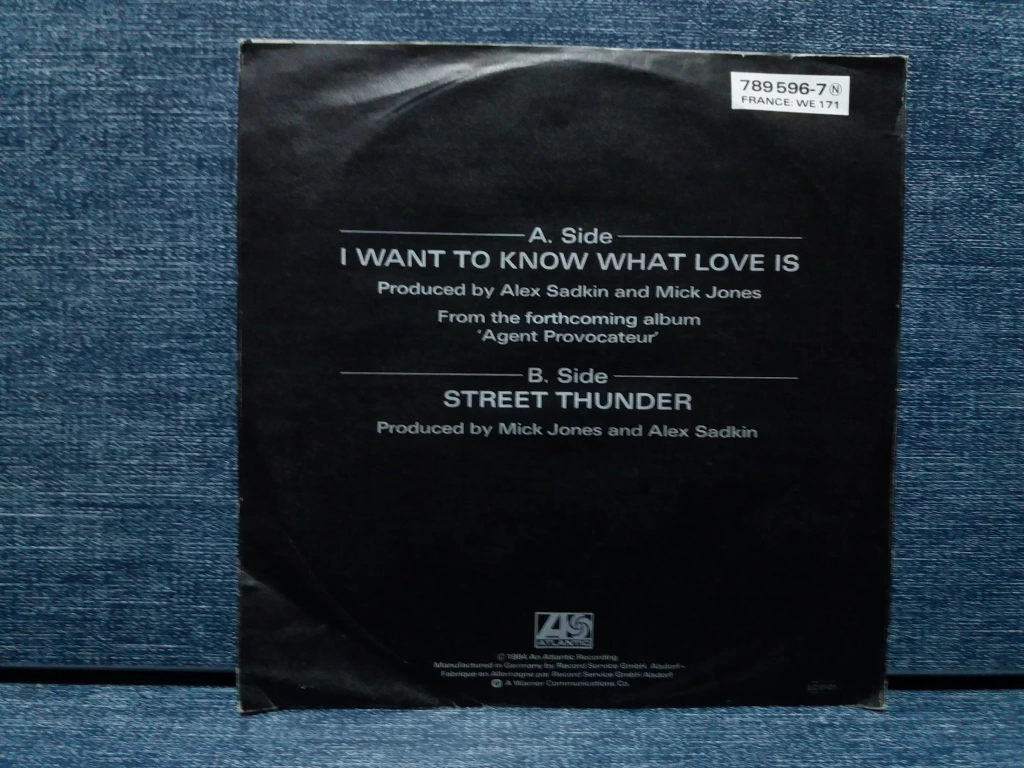 789 596-7 Ⓝ
FRANCE: WE 171
A. Side
I WANT TO KNOW WHAT LOVE IS
Produced by Alex Sadkin and Mick Jones
From the forthcoming album
'Agent Provocateur'
B. Side
STREET THUNDER
Produced by Mick Jones and Alex Sadkin
ATLANTIC
© 1984 An Atlantic Recording
Manufactured in Germany by Record Service GmbH, Alsdorf -
Fabriqué en Allemagne par Record Service GmbH Alsdorf
A Warner Communications Co.